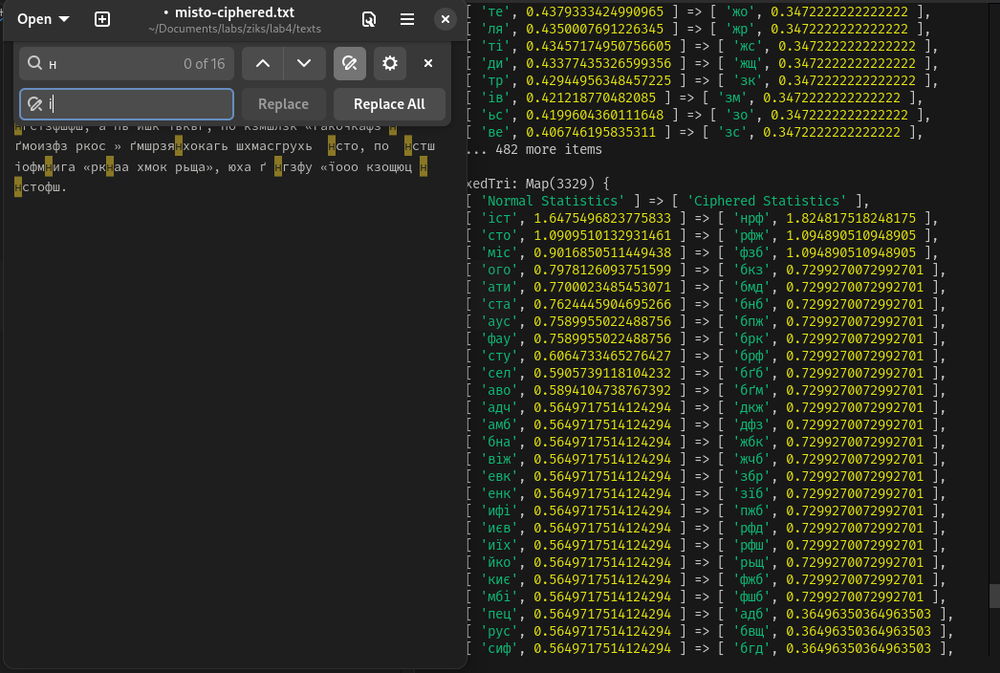 Open
misto-ciphered.txt
~/Documents/labs/ziks/lab4/texts
н
0 of 16
і
Replace
Replace All
ґмоизфз ркос » ґмшрзянхокагь шхмасгрухь  нсто, по  нстш
іофмнига «ркнаа хмок рьща», юха ґ нгзфу «їооо кзощюц н
нстофш.
[ 'те', 0.4379333424990965 ] => [ 'жо', 0.3472222222222222 ],
[ 'ля', 0.4350007691226345 ] => [ 'жр', 0.3472222222222222 ],
[ 'ті', 0.43457174950756605 ] => [ 'жс', 0.3472222222222222 ],
[ 'ди', 0.43377435326599356 ] => [ 'жщ', 0.3472222222222222 ],
[ 'тр', 0.42944956348457225 ] => [ 'зк', 0.3472222222222222 ],
[ 'ів', 0.421218770482085 ] => [ 'зм', 0.3472222222222222 ],
[ 'ьс', 0.4199604360111648 ] => [ 'зо', 0.3472222222222222 ],
[ 'ве', 0.406746195835311 ] => [ 'зс', 0.3472222222222222 ],
... 482 more items
xedTri: Map(3329) {
[ 'Normal Statistics' ] => [ 'Ciphered Statistics' ],
[ 'іст', 1.6475496823775833 ] => [ 'нрф', 1.824817518248175 ],
[ 'сто', 1.0909510132931461 ] => [ 'рфж', 1.094890510948905 ],
[ 'міс', 0.9016850511449438 ] => [ 'фзб', 1.094890510948905 ],
[ 'ого', 0.7978126093751599 ] => [ 'бкз', 0.7299270072992701 ],
[ 'ати', 0.7700023485453071 ] => [ 'бмд', 0.7299270072992701 ],
[ 'ста', 0.7624445904695266 ] => [ 'бнб', 0.7299270072992701 ],
[ 'аус', 0.7589955022488756 ] => [ 'бпж', 0.7299270072992701 ],
[ 'фау', 0.7589955022488756 ] => [ 'брк', 0.7299270072992701 ],
[ 'сту', 0.6064733465276427 ] => [ 'брф', 0.7299270072992701 ],
[ 'сел', 0.5905739118104232 ] => [ 'бґб', 0.7299270072992701 ],
[ 'аво', 0.5894104738767392 ] => [ 'бґм', 0.7299270072992701 ],
[ 'адч', 0.5649717514124294 ] => [ 'дкж', 0.7299270072992701 ],
[ 'амб', 0.5649717514124294 ] => [ 'дфз', 0.7299270072992701 ],
[ 'бна', 0.5649717514124294 ] => [ 'жбк', 0.7299270072992701 ],
[ 'віж', 0.5649717514124294 ] => [ 'жчб', 0.7299270072992701 ],
[ 'евк', 0.5649717514124294 ] => [ 'збр', 0.7299270072992701 ],
[ 'енк', 0.5649717514124294 ] => [ 'зїб', 0.7299270072992701 ],
[ 'ифі', 0.5649717514124294 ] => [ 'пжб', 0.7299270072992701 ],
[ 'иєв', 0.5649717514124294 ] => [ 'рфд', 0.7299270072992701 ],
[ 'иїх', 0.5649717514124294 ] => [ 'рфш', 0.7299270072992701 ],
[ 'йко', 0.5649717514124294 ] => [ 'рьщ', 0.7299270072992701 ],
[ 'киє', 0.5649717514124294 ] => [ 'фжб', 0.7299270072992701 ],
[ 'мбі', 0.5649717514124294 ] => [ 'фшб', 0.7299270072992701 ],
[ 'пец', 0.5649717514124294 ] => [ 'адб', 0.36496350364963503 ],
[ 'рус', 0.5649717514124294 ] => [ 'бвщ', 0.36496350364963503 ],
[ 'сиф', 0.5649717514124294 ] => [ 'бгд', 0.36496350364963503 ],